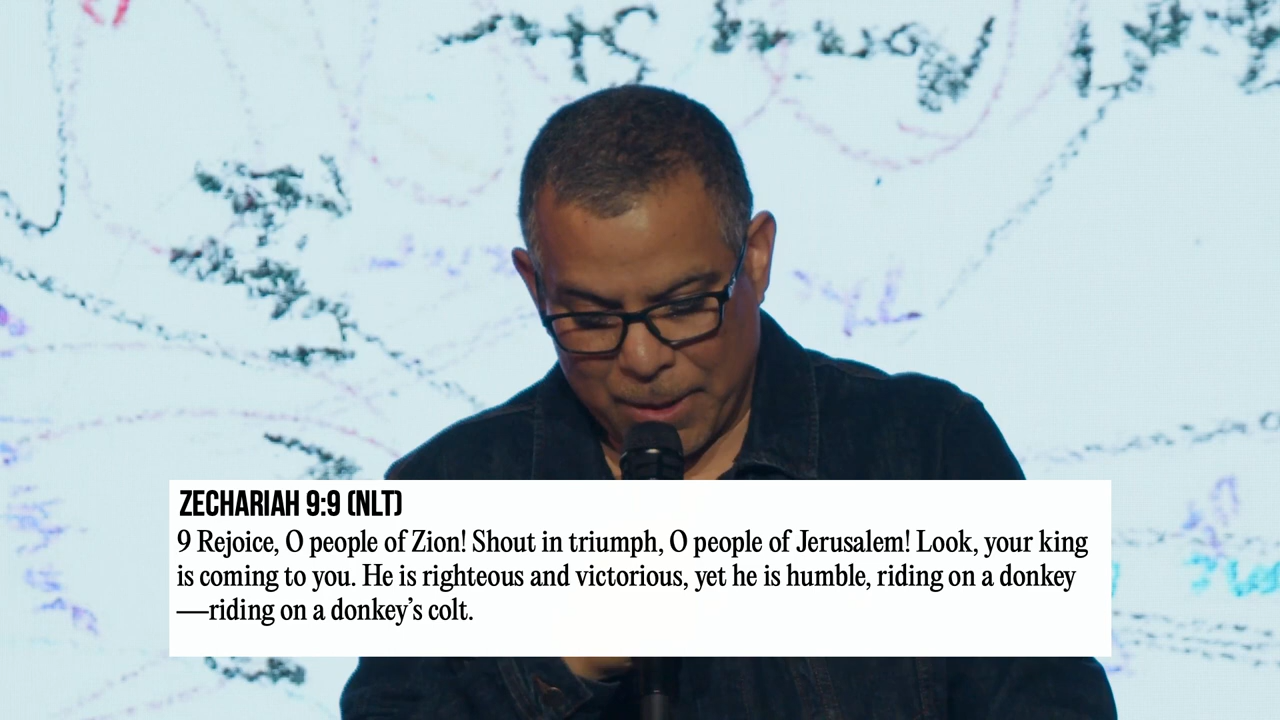 ZECHARIAH 9:9 (NLT)
9 Rejoice, O people of Zion! Shout in triumph, O people of Jerusalem! Look, your king
is coming to you. He is righteous and victorious, yet he is humble, riding on a donkey
—riding on a donkey’s colt.